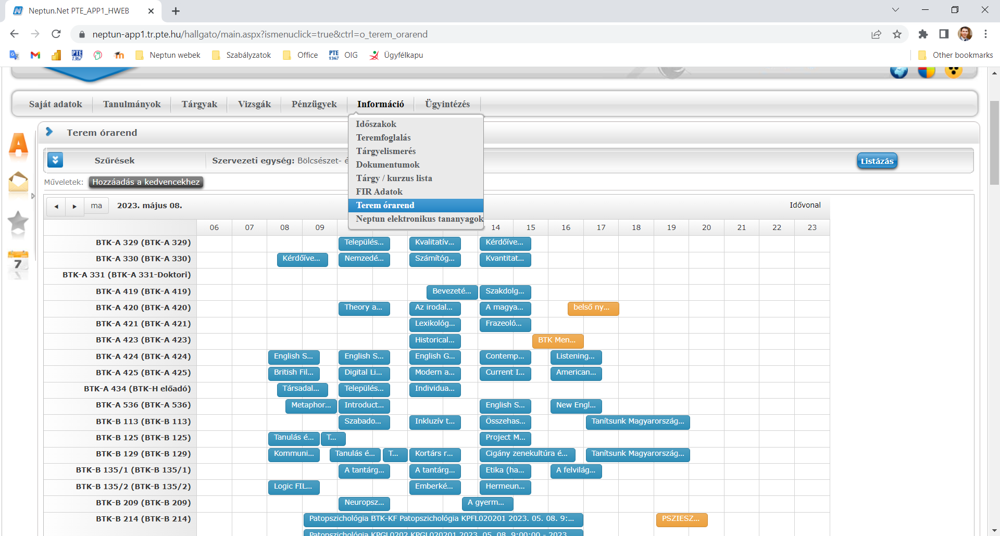 Neptun.Net PTE_APP1_HWEB
neptun-app1.tr.pte.hu/hallgato/main.aspx?ismenuclick=true&ctrl=o_terem_orarend
PTE 1367 Neptun webek Szabályzatok Office PTE 1367 OIG Ügyfélkapu Other bookmarks
Saját adatok Tanulmányok Tárgyak Vizsgák Pénzügyek Információ Ügyintézés
Időszakok
Teremfoglalás
Tárgyelismerés
Dokumentumok
Tárgy / kurzus lista
FIR Adatok
Terem órarend
Neptun elektronikus tananyagok
Terem órarend
Szűrések Szervezeti egység: Bölcsészet- é Listázás
Műveletek: Hozzáadás a kedvencekhez
ma 2023. május 08. Idővonal
06 07 08 09 14 15 16 17 18 19 20 21 22 23
BTK-A 329 (BTK-A 329) Település... Kvalitatív... Kérdőíve...
BTK-A 330 (BTK-A 330) Kérdőíve... Nemzedé... Számítóg... Kvantitat...
BTK-A 331 (BTK-A 331-Doktori)
BTK-A 419 (BTK-A 419) Bevezeté... Szakdolg...
BTK-A 420 (BTK-A 420) Theory a... Az irodal... A magya... belső ny...
BTK-A 421 (BTK-A 421) Lexikológ... Frazeoló...
BTK-A 423 (BTK-A 423) Historical... BTK Men...
BTK-A 424 (BTK-A 424) English S... English S... English G... Contemp... Listening...
BTK-A 425 (BTK-A 425) British Fil... Digital Li... Modern a... Current I... American...
BTK-A 434 (BTK-H előadó) Társadal... Település... Individua...
BTK-A 536 (BTK-A 536) Metaphor... Introduct... English S... New Engl...
BTK-B 113 (BTK-B 113) Szabado... Inkluzív t... Összehas... Tanítsunk Magyarország...
BTK-B 125 (BTK-B 125) Tanulás é... T... Project M...
BTK-B 129 (BTK-B 129) Kommuni... Tanulás é... T... Kortárs r... Cigány zenekultúra é... Tanítsunk Magyarország...
BTK-B 135/1 (BTK-B 135/1) A tantárg... A tantárg... Etika (ha... A felvilág...
BTK-B 135/2 (BTK-B 135/2) Logic FIL... Emberké... Hermeun...
BTK-B 209 (BTK-B 209) Neuropsz... A gyerm...
BTK-B 214 (BTK-B 214) Patopszichológia BTK-KF Patopszichológia KPFL020201 2023. 05. 08. 9:... PSZIESZ...
Patopszichológia KPGL0202 KPGL020201 2023. 05. 08. 9:00:00 - 2023
A
7